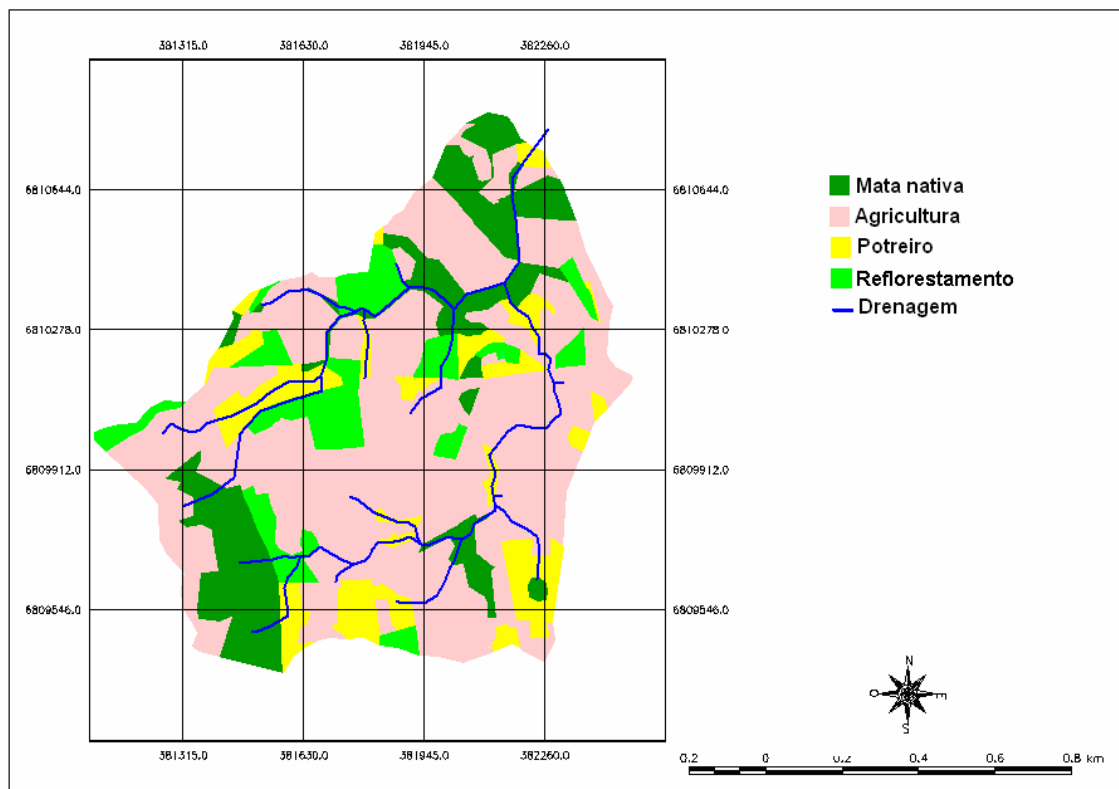 381315.0 381630.0 381945.0 382260.0
6810644.0 6810644.0
Mata nativa
Agricultura
Potreiro
Reflorestamento
Drenagem
6810278.0 6810278.0
6809912.0 6809912.0
6809546.0 6809546.0
N
O E
S
381315.0 381630.0 381945.0 382260.0
0.2 0 0.2 0.4 0.6 0.8 km